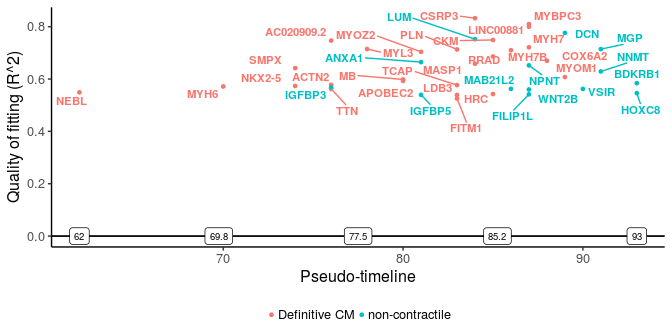 Quality of fitting (R^2)
0.8
0.6
0.4
0.2
0.0
CSRP3
MYBPC3
LUM
LINC00881
AC020909.2
MYOZ2
PLN
CKM
MYH7
DCN
MGP
ANXA1
MYL3
PRAD
MYH7B
COX6A2
NNMT
SMPX
TCAP
MASP1
MYOM1
BDKRB1
NKX2-5
ACTN2
MB
MAB21L2
NPNT
NEBL
MYH6
IGFBP3
APOBEC2
LDB3
HRC
WNT2B
VSIR
TTN
IGFBP5
FILIP1L
HOXC8
FITM1
62
69.8
77.5
85.2
93
70
80
90
Pseudo-timeline
Definitive CM
non-contractile